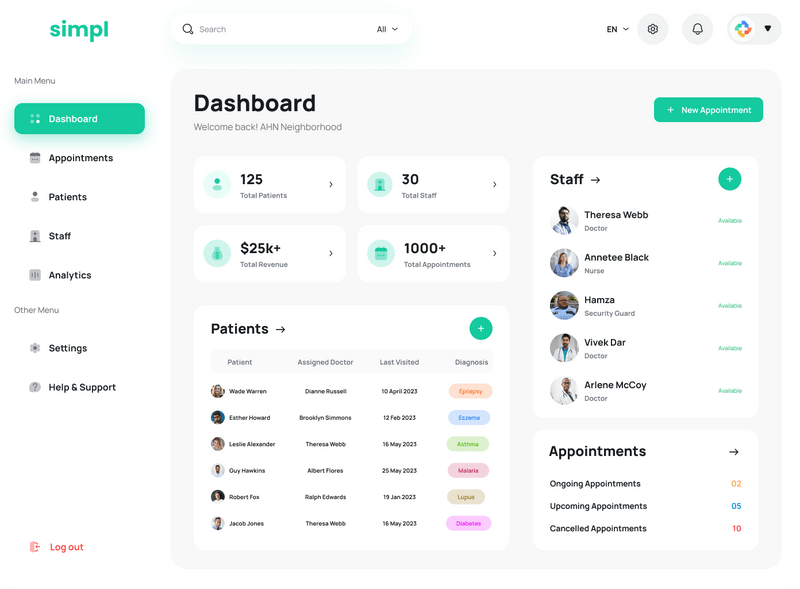 simpl
Search
All
EN
Main Menu
Dashboard
Appointments
Patients
Staff
Analytics
Other Menu
Settings
Help & Support
Log out
Dashboard
Welcome back! AHN Neighborhood
+ New Appointment
125
Total Patients
30
Total Staff
$25k+
Total Revenue
1000+
Total Appointments
Patients →
+
Patient Assigned Doctor Last Visited Diagnosis
Wade Warren Dianne Russell 10 April 2023 Epilepsy
Esther Howard Brooklyn Simmons 12 Feb 2023 Eczema
Leslie Alexander Theresa Webb 16 May 2023 Asthma
Guy Hawkins Albert Flores 25 May 2023 Malaria
Robert Fox Ralph Edwards 19 Jan 2023 Lupus
Jacob Jones Theresa Webb 16 May 2023 Diabetes
Staff →
+
Theresa Webb
Doctor
Available
Annetee Black
Nurse
Available
Hamza
Security Guard
Available
Vivek Dar
Doctor
Available
Arlene McCoy
Doctor
Available
Appointments →
Ongoing Appointments 02
Upcoming Appointments 05
Cancelled Appointments 10